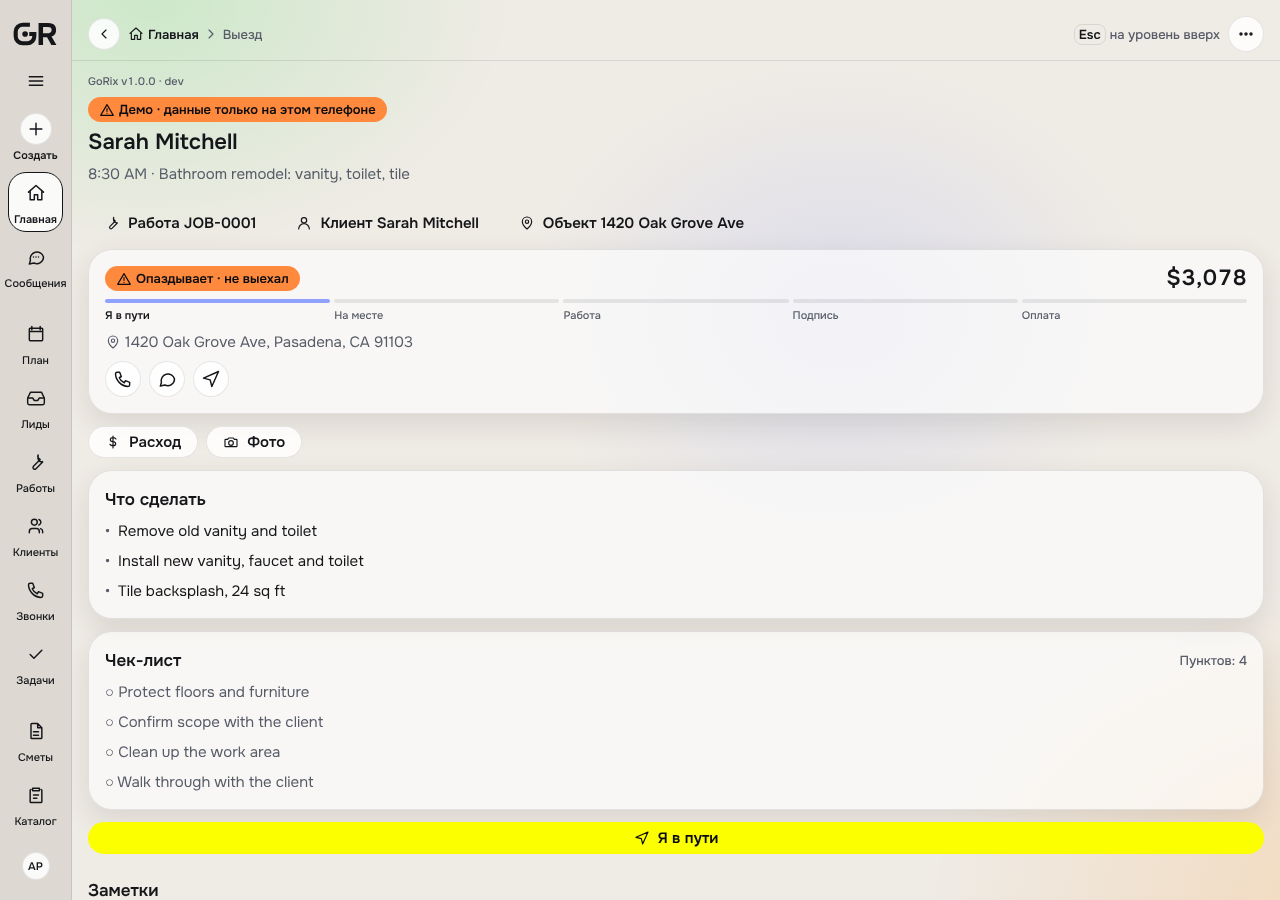 GR
Главная
Выезд
Esc на уровень вверх
GoRix v1.0.0 · dev
Демо · данные только на этом телефоне
Sarah Mitchell
8:30 AM · Bathroom remodel: vanity, toilet, tile
Работа JOB-0001
Клиент Sarah Mitchell
Объект 1420 Oak Grove Ave
Опаздывает · не выехал
$3,078
Я в пути
На месте
Работа
Подпись
Оплата
1420 Oak Grove Ave, Pasadena, CA 91103
Расход
Фото
Что сделать
• Remove old vanity and toilet
• Install new vanity, faucet and toilet
• Tile backsplash, 24 sq ft
Чек-лист
Пунктов: 4
○ Protect floors and furniture
○ Confirm scope with the client
○ Clean up the work area
○ Walk through with the client
Я в пути
Заметки
Создать
Главная
Сообщения
План
Лиды
Работы
Клиенты
Звонки
Задачи
Сметы
Каталог
AP